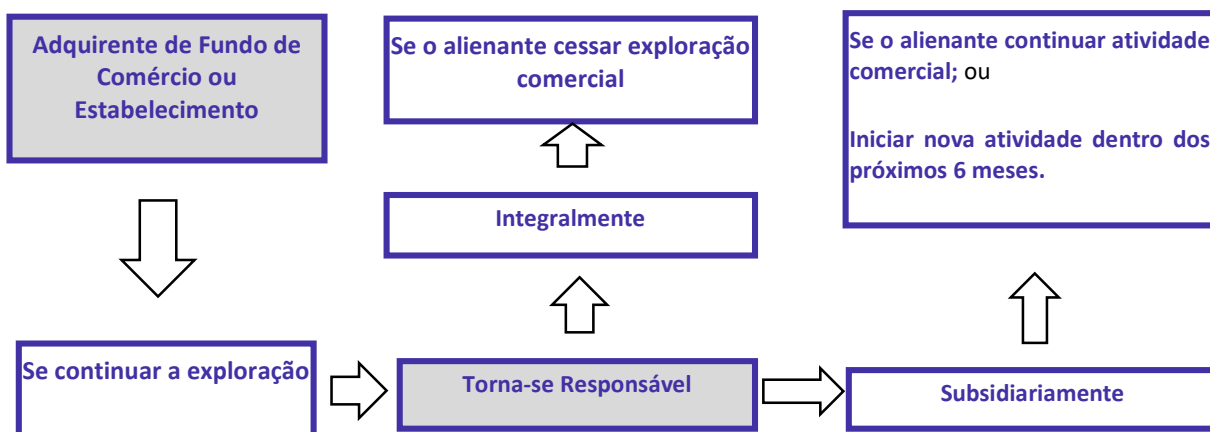 Adquirente de Fundo de
Comércio ou
Estabelecimento
Se o alienante cessar exploração
comercial
Se o alienante continuar atividade
comercial; ou
Iniciar nova atividade dentro dos
próximos 6 meses.
Integralmente
Se continuar a exploração
Torna-se Responsável
Subsidiariamente